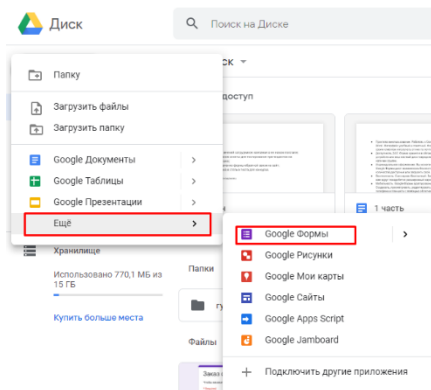 Диск
Поиск на Диске
Папку
Загрузить файлы
Загрузить папку
Google Документы
Google Таблицы
Google Презентации
Ещё
Google Формы
Google Рисунки
Google Мои карты
Google Сайты
Google Apps Script
Google Jamboard
Подключить другие приложения
1 часть
Хранилище
Использовано 770,1 МБ из
15 ГБ
Купить больше места
Папки
Файлы